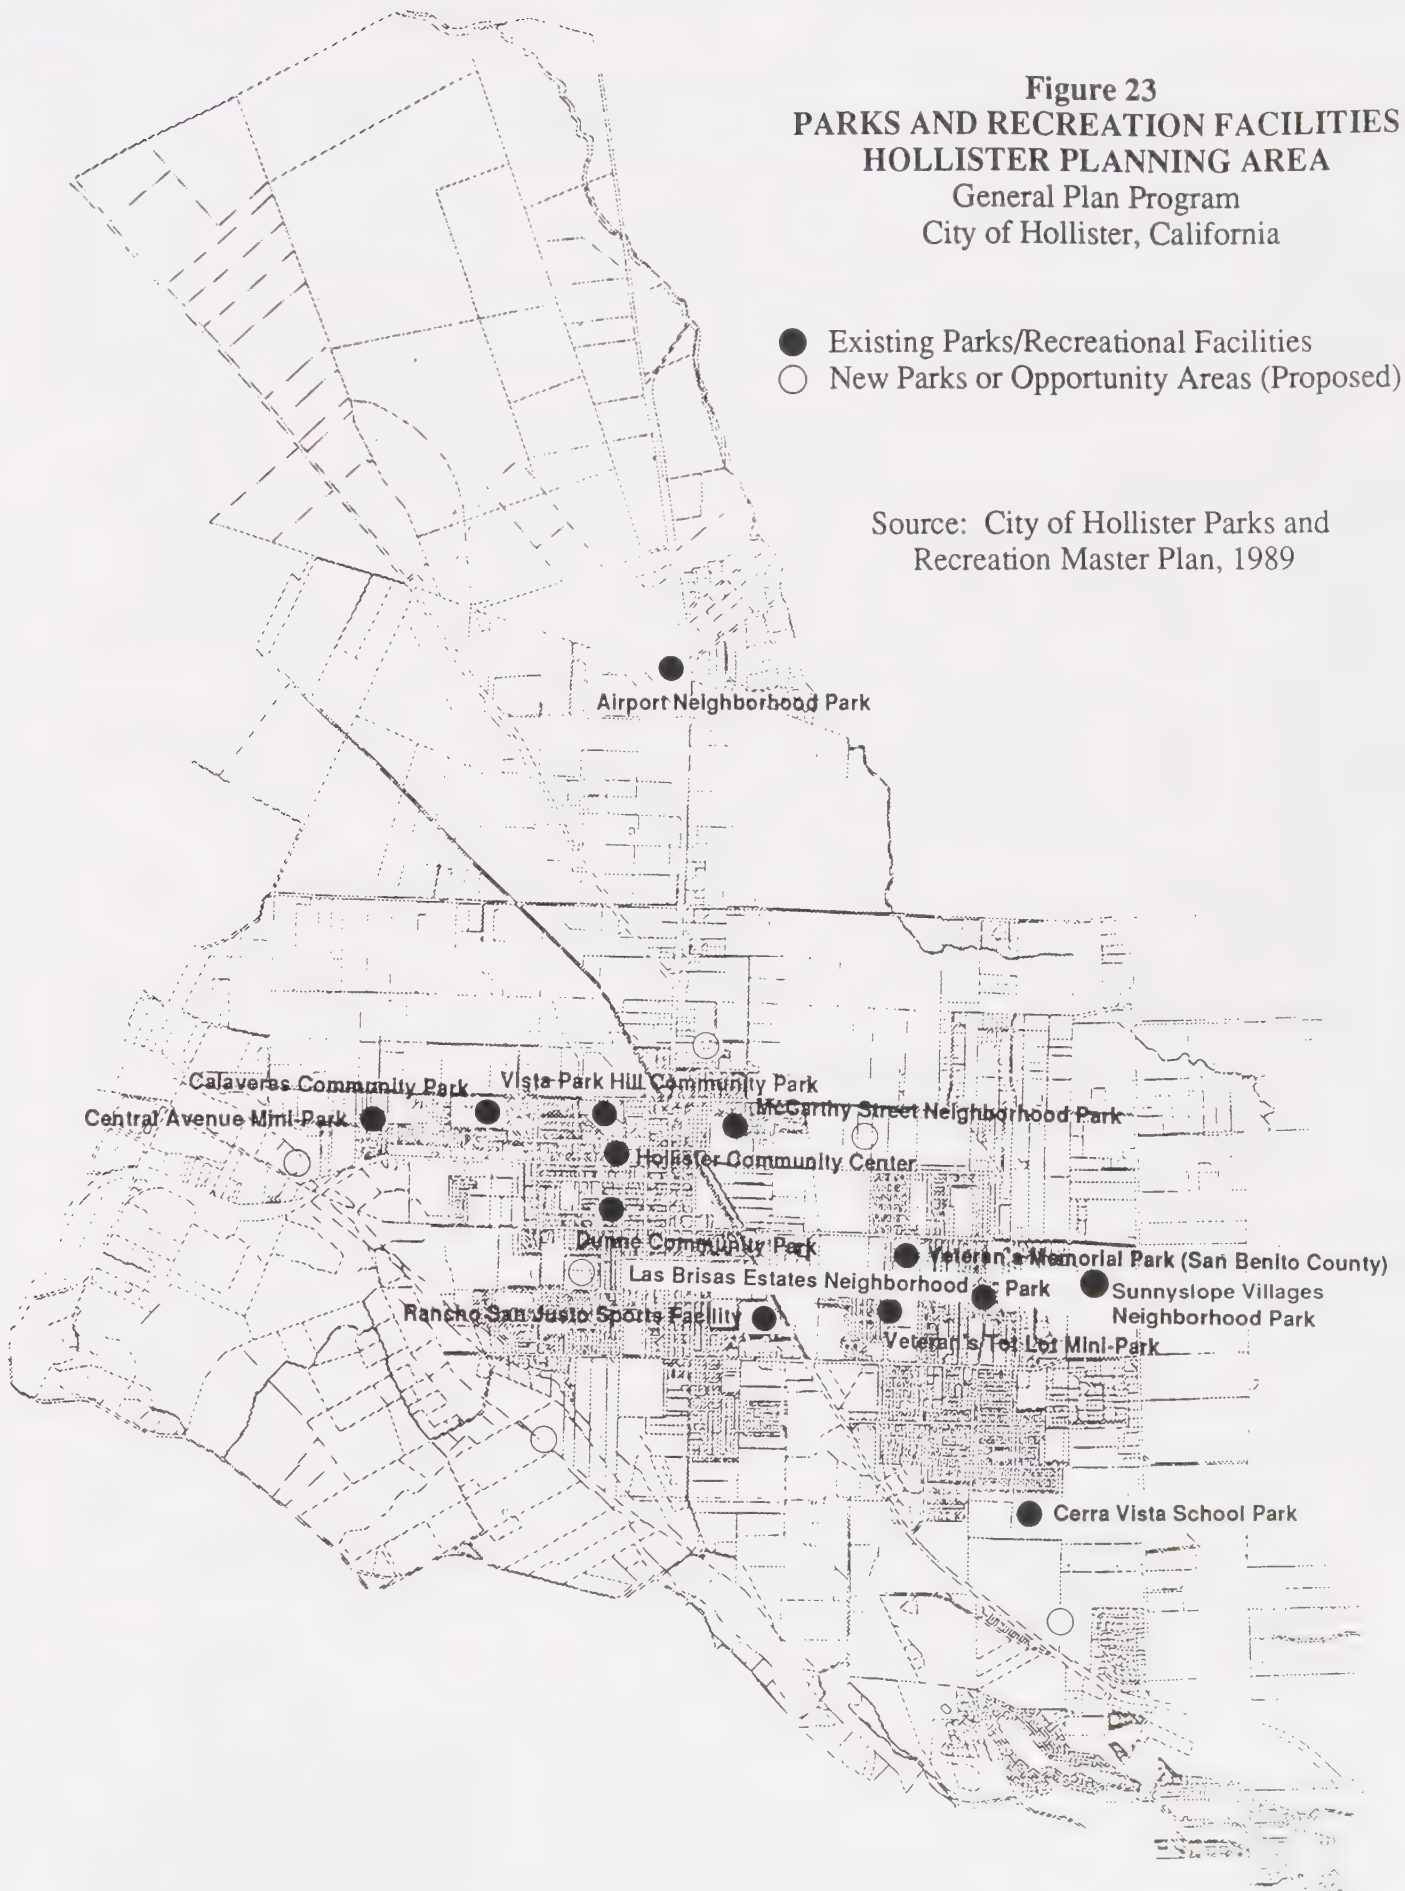 Figure 23
PARKS AND RECREATION FACILITIES
HOLLISTER PLANNING AREA
General Plan Program
City of Hollister, California
Existing Parks/Recreational Facilities
New Parks or Opportunity Areas (Proposed)
Source: City of Hollister Parks and
Recreation Master Plan, 1989
Airport Neighborhood Park
Calaveras Community Park
Vista Park Hill Community Park
Central Avenue Mini-Park
McCarthy Street Neighborhood Park
Hollister Community Center
Dunne Community Park
Veteran's Memorial Park (San Benito County)
Las Brisas Estates Neighborhood Park
Sunnyslope Villages
Neighborhood Park
Rancho San Justo Sports Facility
Veteran's Tot Lot Mini-Park
Cerra Vista School Park